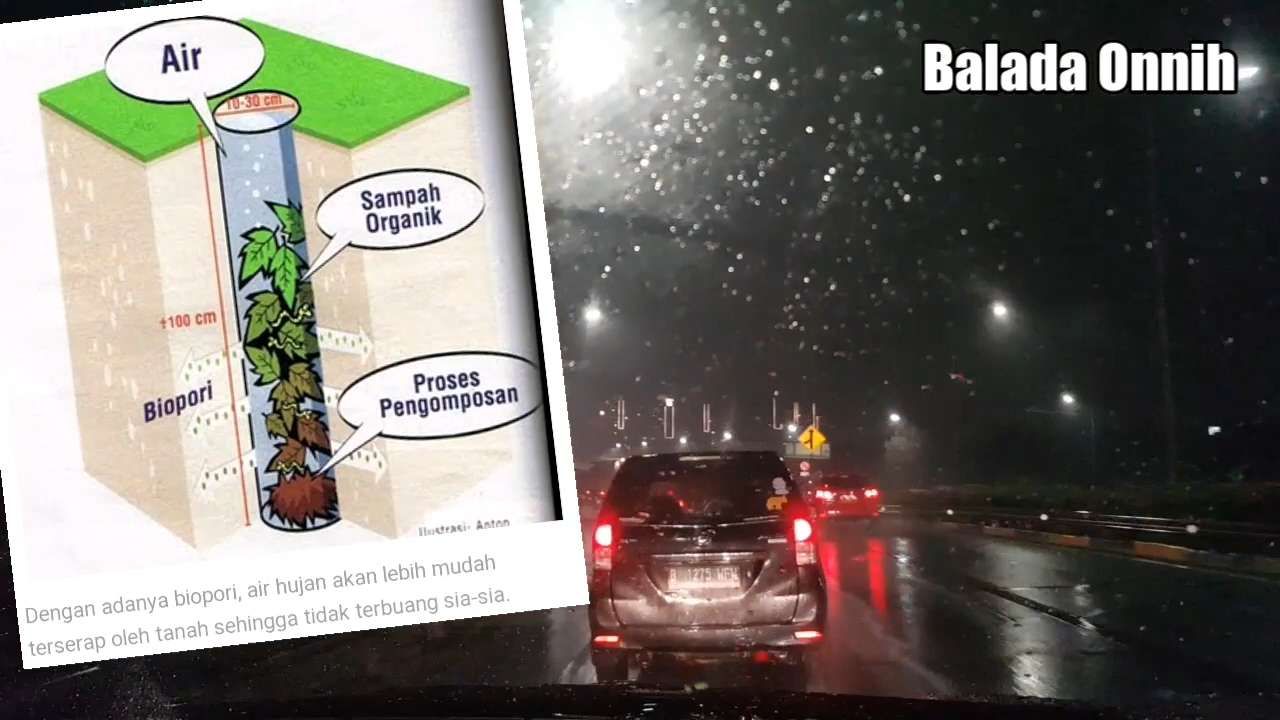 Air
10-30 cm
Sampah
Organik
±100 cm
Biopori
Proses
Pengomposan
Ilustrasi: Anton
Dengan adanya biopori, air hujan akan lebih mudah
terserap oleh tanah sehingga tidak terbuang sia-sia.
Balada Onnih